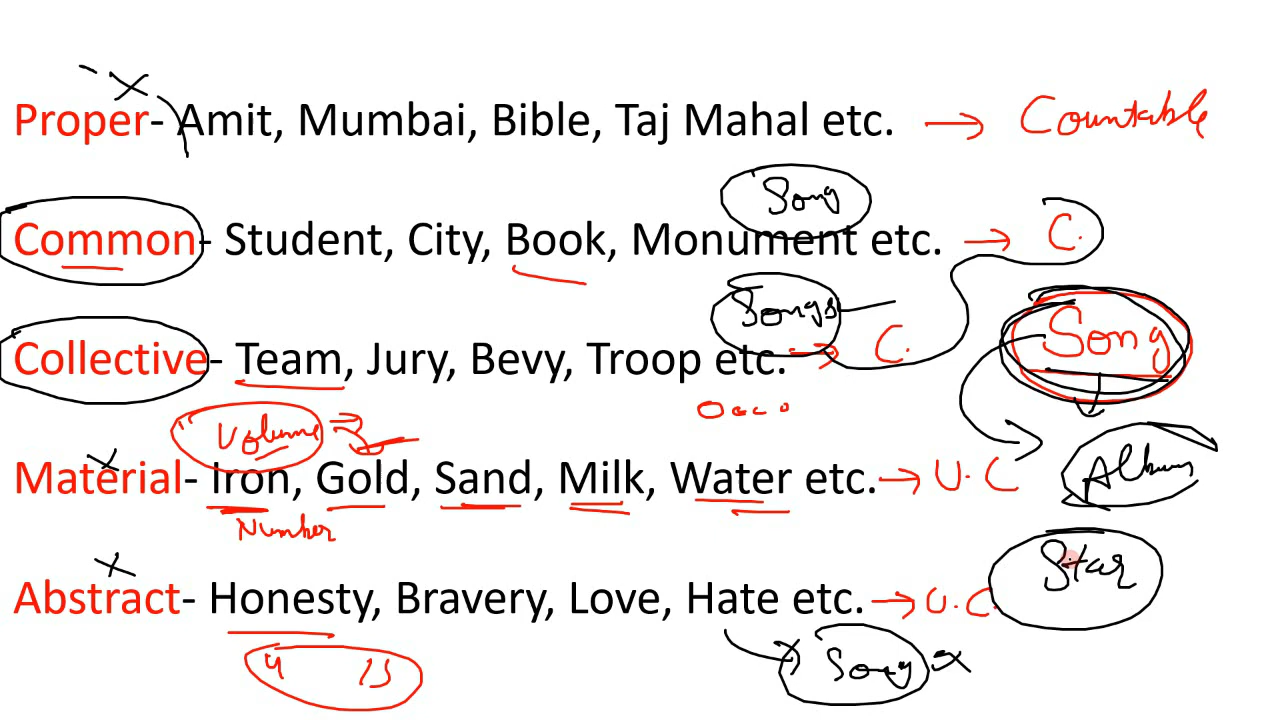 Proper- Amit, Mumbai, Bible, Taj Mahal etc. → Countable
Song
Common- Student, City, Book, Monument etc. → C.
Songs
Song
Collective- Team, Jury, Bevy, Troop etc. → C.
Volume
Album
Material- Iron, Gold, Sand, Milk, Water etc. → U.C
Number
Star
Abstract- Honesty, Bravery, Love, Hate etc. → U.C.
Song